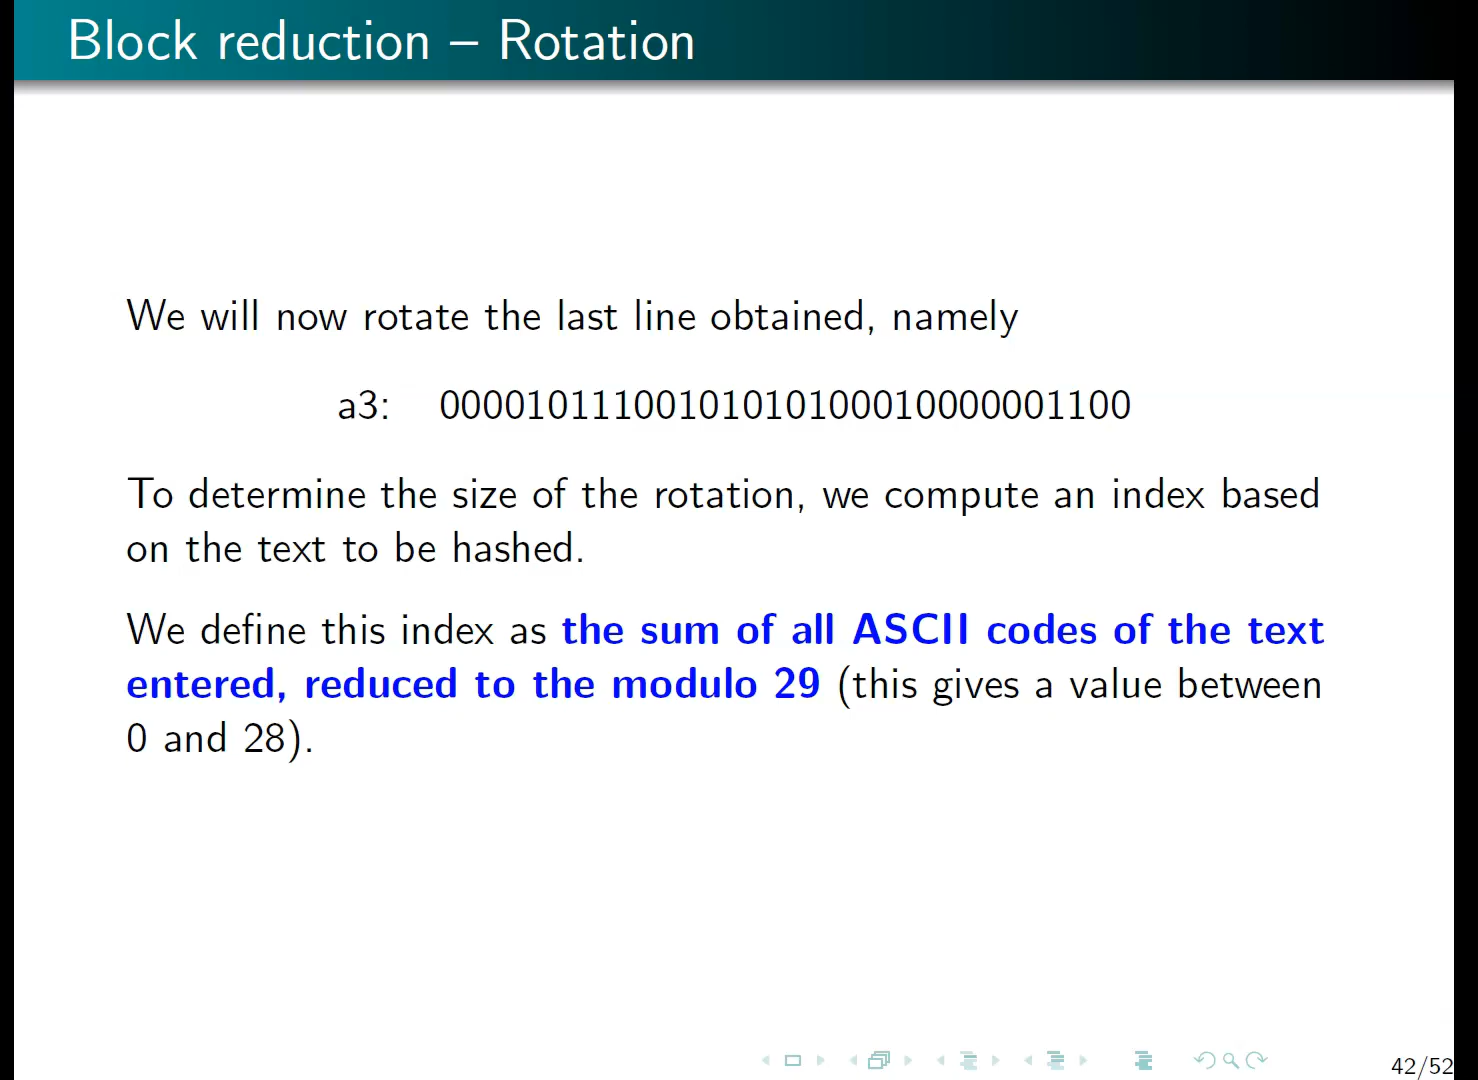 Block reduction – Rotation
We will now rotate the last line obtained, namely
a3: 00001011100101010100010000001100
To determine the size of the rotation, we compute an index based
on the text to be hashed.
We define this index as the sum of all ASCII codes of the text
entered, reduced to the modulo 29 (this gives a value between
0 and 28).
42/52